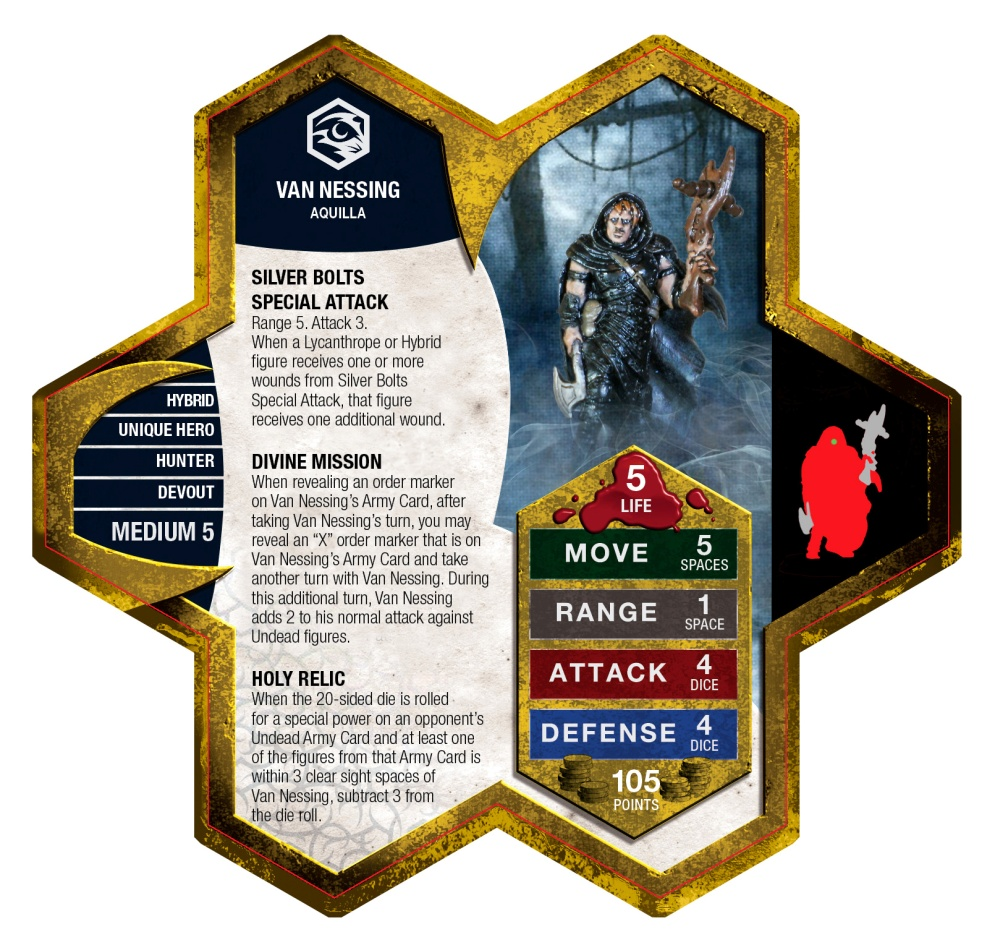 VAN NESSING
AQUILLA
SILVER BOLTS
SPECIAL ATTACK
Range 5. Attack 3.
When a Lycanthrope or Hybrid
figure receives one or more
wounds from Silver Bolts
Special Attack, that figure
receives one additional wound.
DIVINE MISSION
When revealing an order marker
on Van Nessing's Army Card, after
taking Van Nessing's turn, you may
reveal an “X” order marker that is on
Van Nessing's Army Card and take
another turn with Van Nessing. During
this additional turn, Van Nessing
adds 2 to his normal attack against
Undead figures.
HOLY RELIC
When the 20-sided die is rolled
for a special power on an opponent's
Undead Army Card and at least one
of the figures from that Army Card is
within 3 clear sight spaces of
Van Nessing, subtract 3 from
the die roll.
HYBRID
UNIQUE HERO
HUNTER
DEVOUT
MEDIUM 5
5
LIFE
MOVE 5
SPACES
RANGE 1
SPACE
ATTACK 4
DICE
DEFENSE 4
DICE
105
POINTS